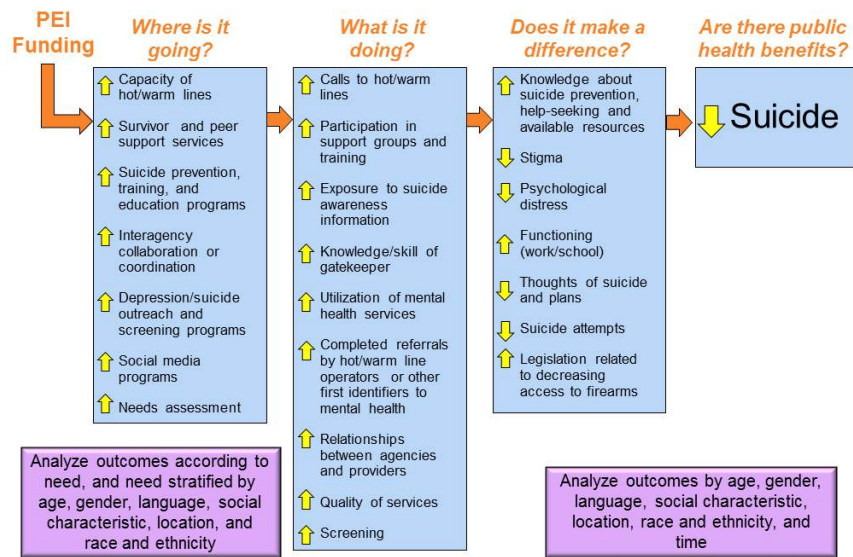 PEI
Funding
Where is it
going?
Capacity of
hot/warm lines
Survivor and peer
support services
Suicide prevention,
training, and
education programs
Interagency
collaboration or
coordination
Depression/suicide
outreach and
screening programs
Social media
programs
Needs assessment
What is it
doing?
Calls to hot/warm
lines
Participation in
support groups and
training
Exposure to suicide
awareness
information
Knowledge/skill of
gatekeeper
Utilization of mental
health services
Completed referrals
by hot/warm line
operators or other
first identifiers to
mental health
Relationships
between agencies
and providers
Quality of services
Screening
Does it make a
difference?
Knowledge about
suicide prevention,
help-seeking and
available resources
Stigma
Psychological
distress
Functioning
(work/school)
Thoughts of suicide
and plans
Suicide attempts
Legislation related
to decreasing
access to firearms
Are there public
health benefits?
Suicide
Analyze outcomes according to
need, and need stratified by
age, gender, language, social
characteristic, location, and
race and ethnicity
Analyze outcomes by age, gender,
language, social characteristic,
location, race and ethnicity, and
time